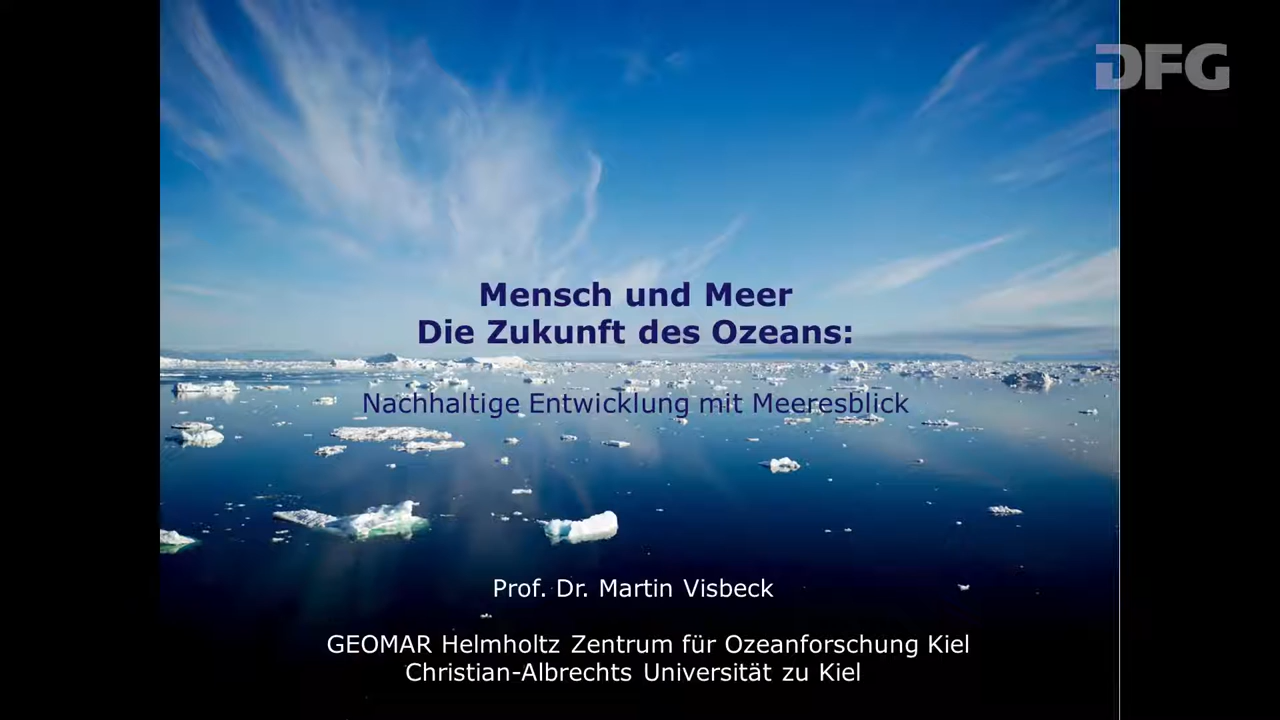 DFG
Mensch und Meer
Die Zukunft des Ozeans:
Nachhaltige Entwicklung mit Meeresblick
Prof. Dr. Martin Visbeck
GEOMAR Helmholtz Zentrum für Ozeanforschung Kiel
Christian-Albrechts Universität zu Kiel